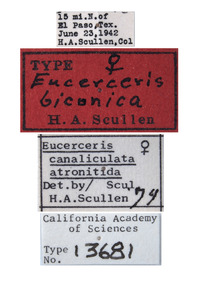 15 mi.N.of
El Paso,Tex.
June 23,1942
H.A.Scullen,Col
TYPE ♀
Eucerceris
biconica
H. A. Scullen
Eucerceris ♀
canaliculata
atronitida
Det.by/ Scul
H.A.Scullen 74
California Academy
of Sciences
Type
No. 13681